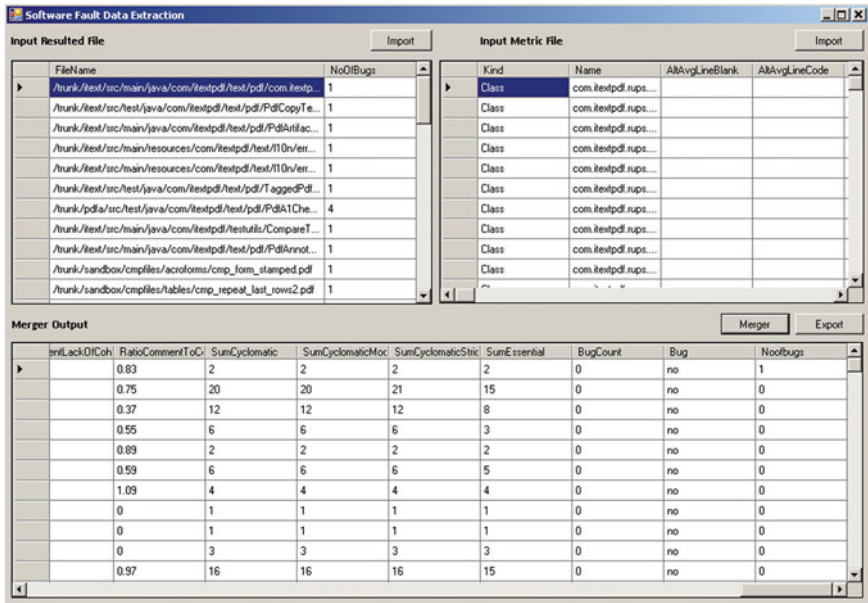 Software Fault Data Extraction
Input Resulted File Import
Input Metric File Import
FileName NoOfBugs
/trunk/itext/src/main/java/com/itextpdf/text/pdf/com.itextp... 1
/trunk/itext/src/test/java/com/itextpdf/text/pdf/PdfCopyTe... 1
/trunk/itext/src/main/java/com/itextpdf/text/pdf/PdfArtifac... 1
/trunk/itext/src/main/resources/com/itextpdf/text/l10n/err... 1
/trunk/itext/src/main/resources/com/itextpdf/text/l10n/err... 1
/trunk/itext/src/test/java/com/itextpdf/text/pdf/TaggedPdf... 1
/trunk/pdfa/src/test/java/com/itextpdf/text/pdf/PdfA1Che... 4
/trunk/itext/src/main/java/com/itextpdf/testutils/CompareT... 1
/trunk/itext/src/main/java/com/itextpdf/text/pdf/PdfAnnot... 1
/trunk/sandbox/cmpfiles/acroforms/cmp_form_stamped.pdf 1
/trunk/sandbox/cmpfiles/tables/cmp_repeat_last_rows2.pdf 1
Kind Name AltAvgLineBlank AltAvgLineCode
Class com.itextpdf.rups....
Class com.itextpdf.rups....
Class com.itextpdf.rups....
Class com.itextpdf.rups....
Class com.itextpdf.rups....
Class com.itextpdf.rups....
Class com.itextpdf.rups....
Class com.itextpdf.rups....
Class com.itextpdf.rups....
Class com.itextpdf.rups....
Merger Output Merger Export
entLackOfCoh RatioCommentToC SumCyclomatic SumCyclomaticMod SumCyclomaticStric SumEssential BugCount Bug Noofbugs
0.83 2 2 2 2 0 no 1
0.75 20 20 21 15 0 no 0
0.37 12 12 12 8 0 no 0
0.55 6 6 6 3 0 no 0
0.89 2 2 2 2 0 no 0
0.59 6 6 6 5 0 no 0
1.09 4 4 4 4 0 no 0
0 1 1 1 1 0 no 0
0 1 1 1 1 0 no 0
0 3 3 3 3 0 no 0
0.97 16 16 16 15 0 no 0